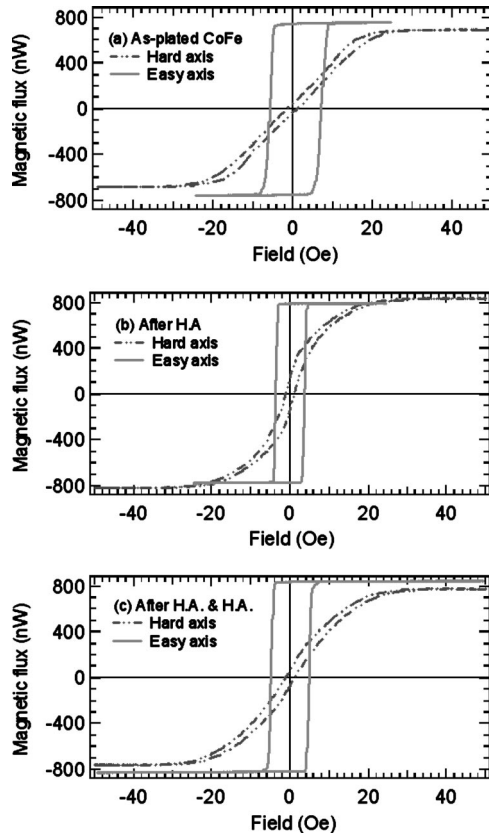 800
400
0
-400
-800
Magnetic flux (nW)
(a) As-plated CoFe
Hard axis
Easy axis
-40 -20 0 20 40
Field (Oe)
800
400
0
-400
-800
Magnetic flux (nW)
(b) After H.A
Hard axis
Easy axis
-40 -20 0 20 40
Field (Oe)
800
400
0
-400
-800
Magnetic flux (nW)
(c) After H.A. & H.A.
Hard axis
Easy axis
-40 -20 0 20 40
Field (Oe)